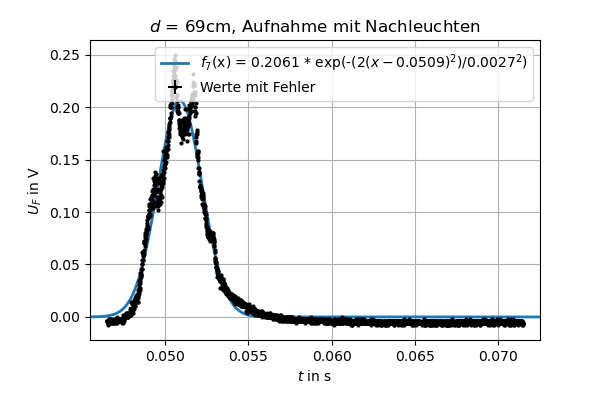 d = 69cm, Aufnahme mit Nachleuchten
f₇(x) = 0.2061 * exp(-(2(x − 0.0509)²)/0.0027²)
Werte mit Fehler
0.25
0.20
0.15
0.10
0.05
0.00
U_F in V
0.050 0.055 0.060 0.065 0.070
t in s